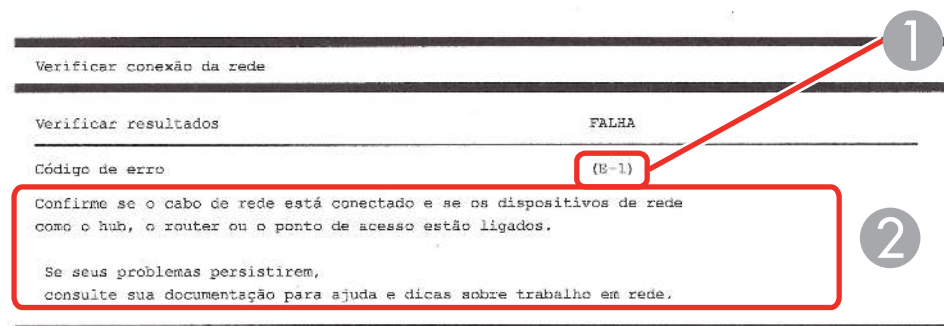 1
Verificar conexão da rede
Verificar resultados FALHA
Código de erro (E-1)
Confirme se o cabo de rede está conectado e se os dispositivos de rede
como o hub, o router ou o ponto de acesso estão ligados.
2
Se seus problemas persistirem,
consulte sua documentação para ajuda e dicas sobre trabalho em rede.